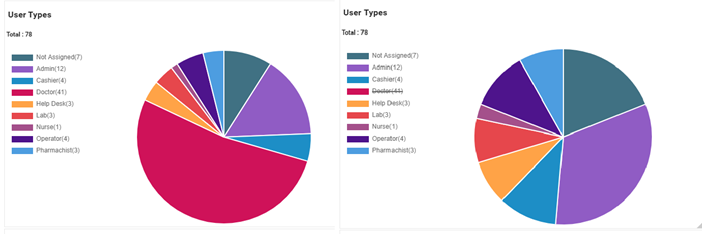 User Types
Total : 78
Not Assigned(7)
Admin(12)
Cashier(4)
Doctor(41)
Help Desk(3)
Lab(3)
Nurse(1)
Operator(4)
Pharmachist(3)
User Types
Total : 78
Not Assigned(7)
Admin(12)
Cashier(4)
Doctor(41)
Help Desk(3)
Lab(3)
Nurse(1)
Operator(4)
Pharmachist(3)